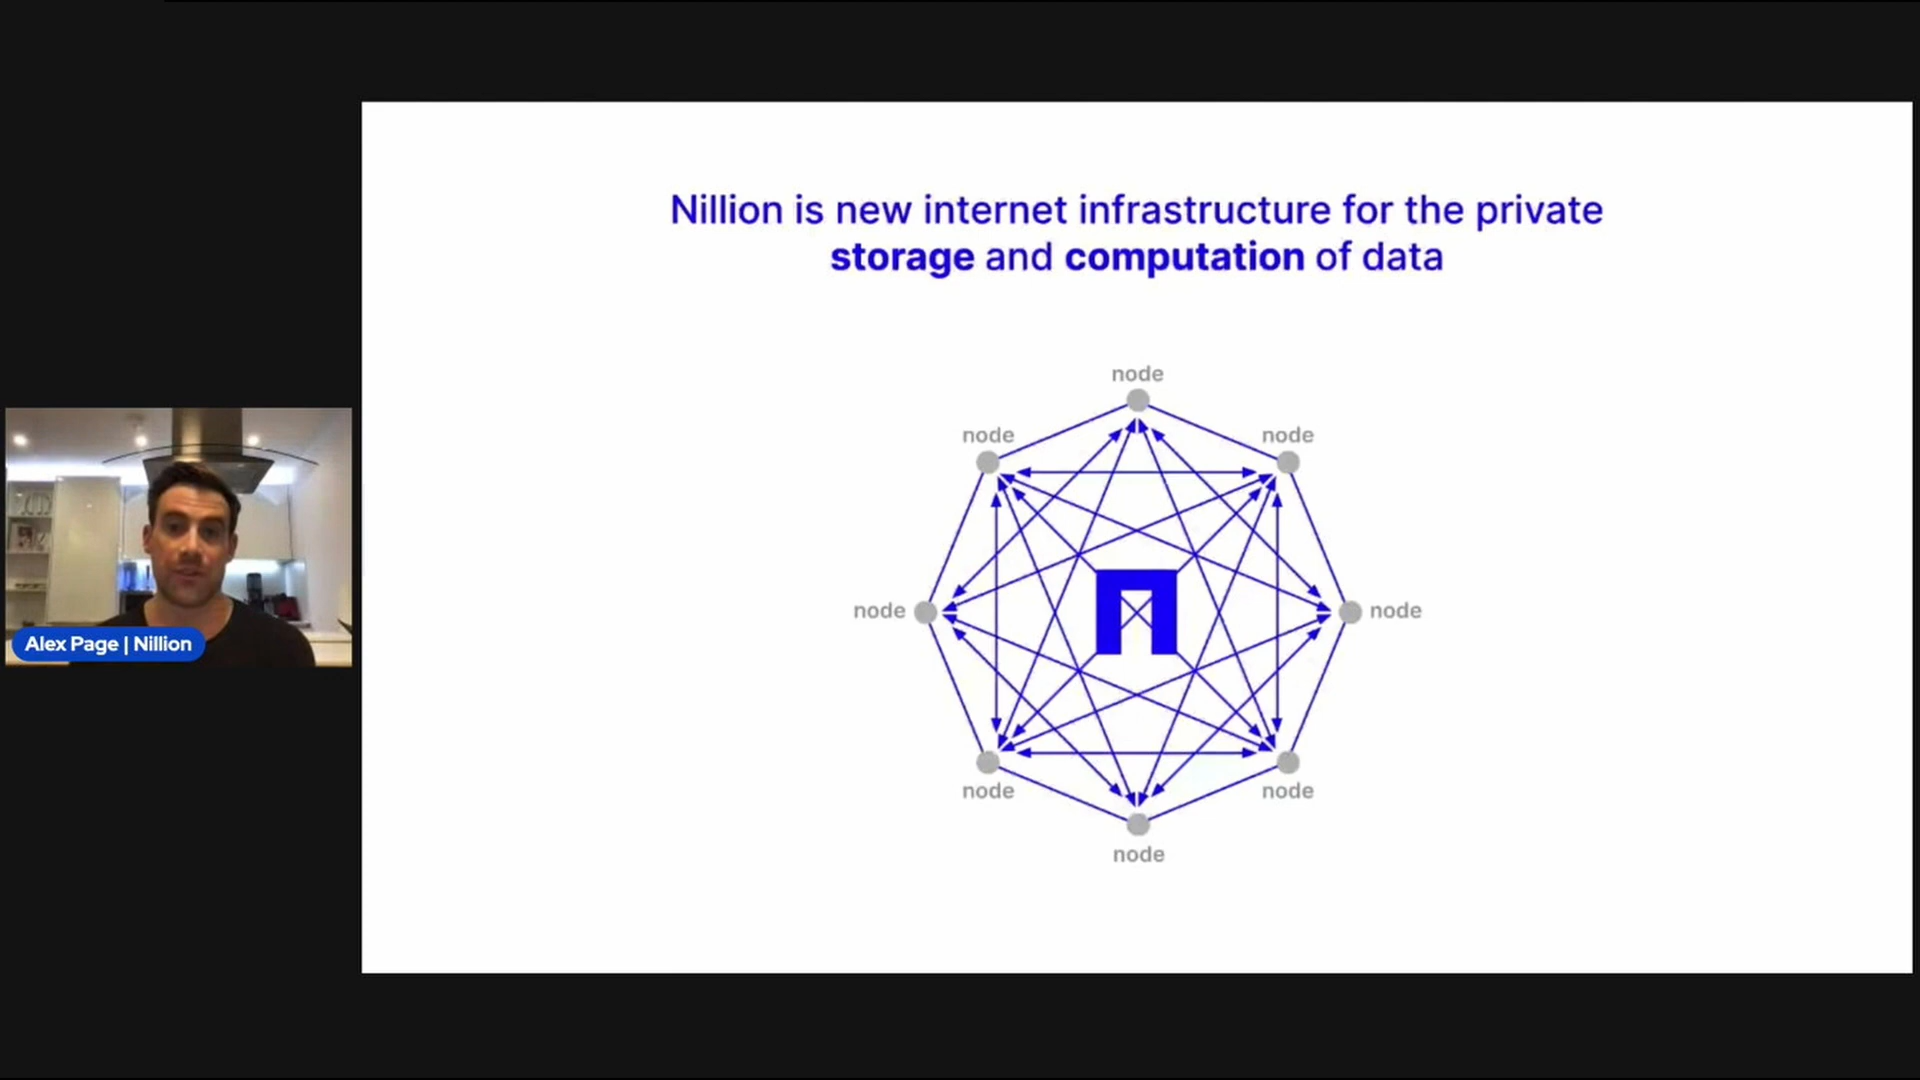 Nillion is new internet infrastructure for the private
storage and computation of data
node
node
node
node
node
node
node
node
Alex Page | Nillion